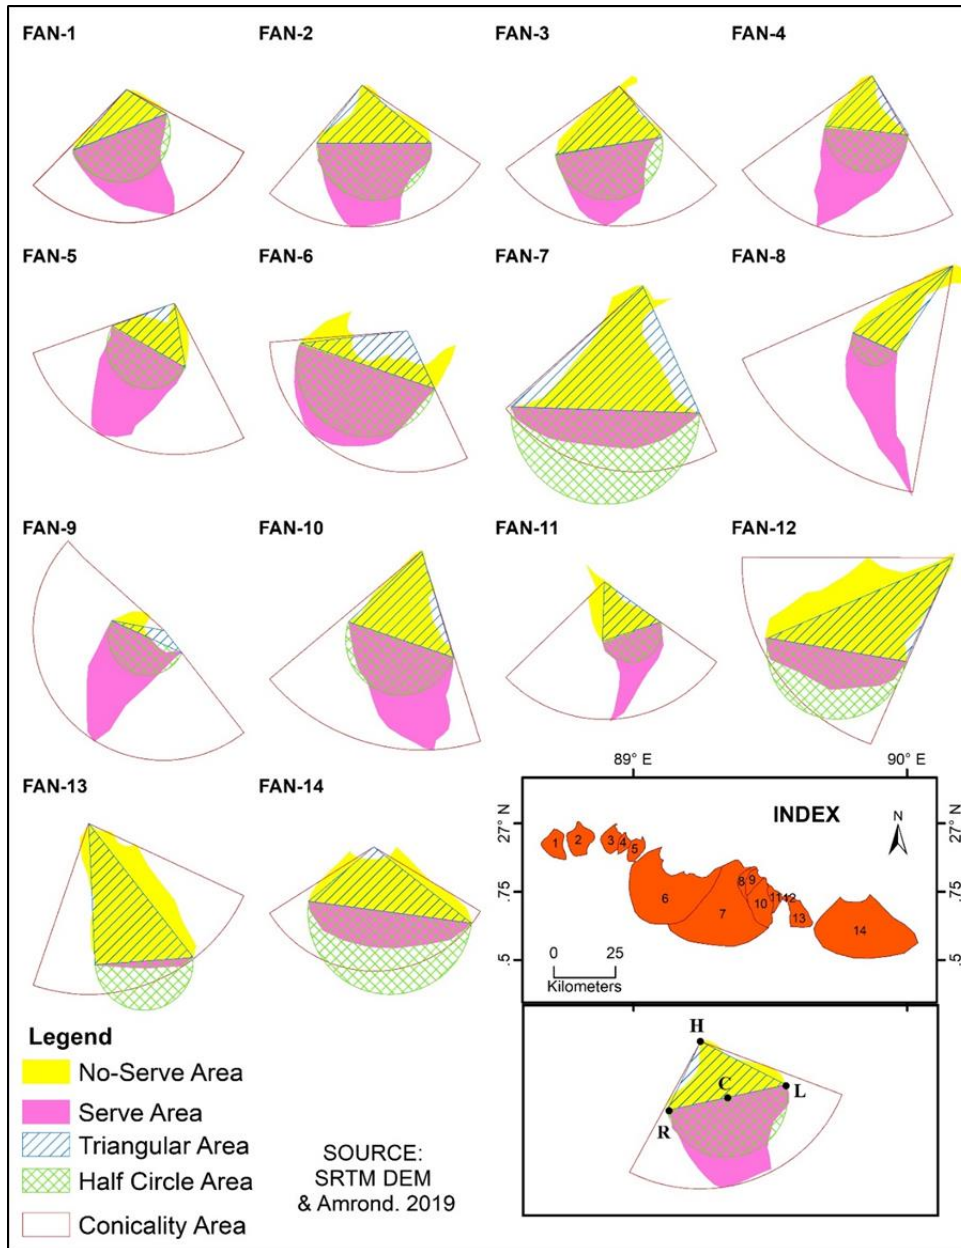 FAN-1
FAN-2
FAN-3
FAN-4
FAN-5
FAN-6
FAN-7
FAN-8
FAN-9
FAN-10
FAN-11
FAN-12
89° E
90° E
FAN-13
FAN-14
INDEX
N
27° N
27° N
.75
.75
.5
.5
1
2
3
4
5
6
7
8
9
10
11
12
13
14
0
25
Kilometers
H
C
L
R
Legend
No-Serve Area
Serve Area
Triangular Area
Half Circle Area
Conicality Area
SOURCE:
SRTM DEM
& Amrond. 2019